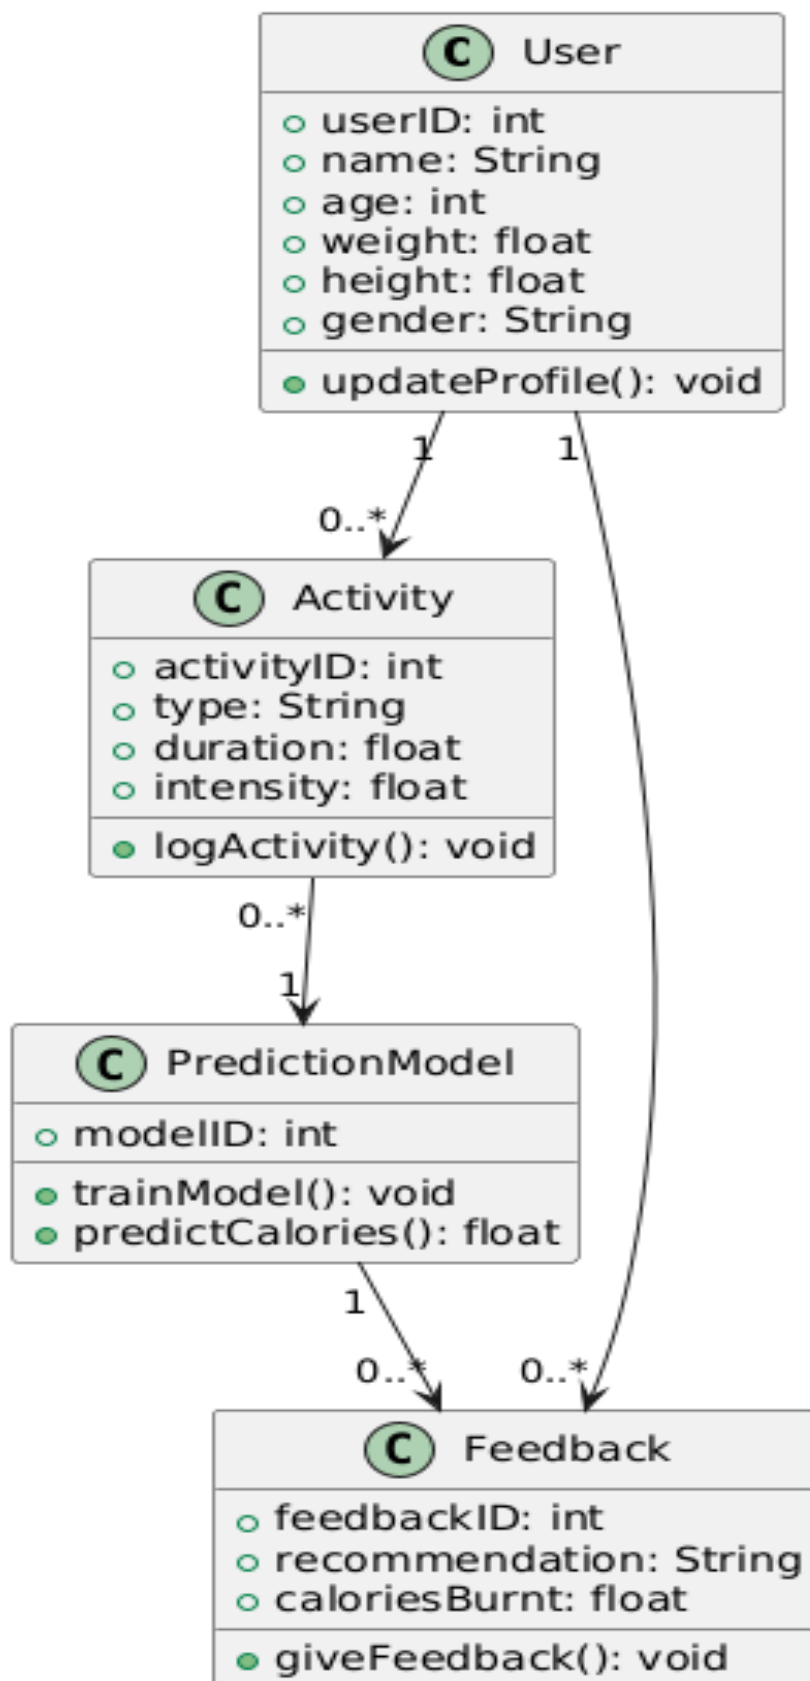 C User
userID: int
name: String
age: int
weight: float
height: float
gender: String
updateProfile(): void
1
1
0..*
C Activity
activityID: int
type: String
duration: float
intensity: float
logActivity(): void
0..*
1
C PredictionModel
modelID: int
trainModel(): void
predictCalories(): float
1
0..*
0..*
C Feedback
feedbackID: int
recommendation: String
caloriesBurnt: float
giveFeedback(): void